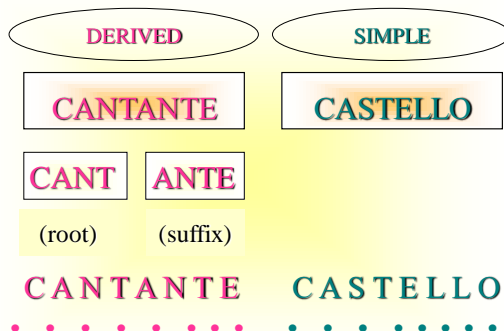 DERIVED SIMPLE
CANTANTE CASTELLO
CANT ANTE
(root) (suffix)
C A N T A N T E C A S T E L L O